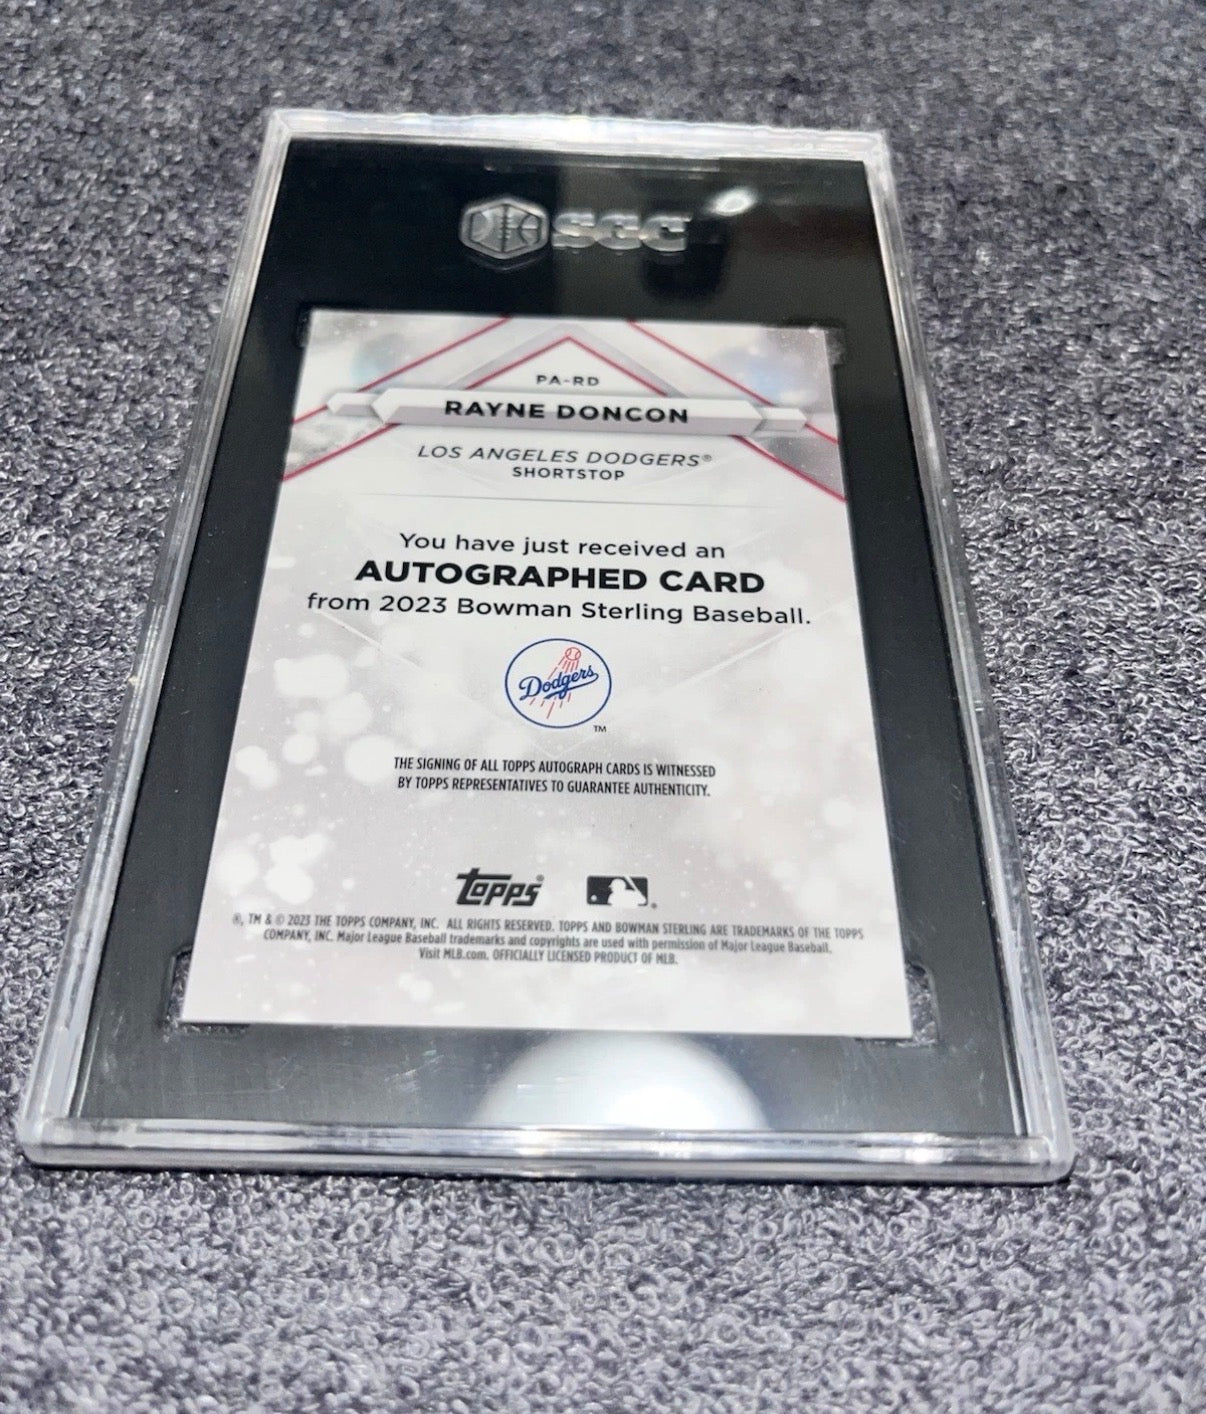 SGC
PA-RD
RAYNE DONCON
LOS ANGELES DODGERS®
SHORTSTOP
You have just received an
AUTOGRAPHED CARD
from 2023 Bowman Sterling Baseball.
Dodgers
TM
THE SIGNING OF ALL TOPPS AUTOGRAPH CARDS IS WITNESSED
BY TOPPS REPRESENTATIVES TO GUARANTEE AUTHENTICITY.
topps®
®, TM & © 2023 THE TOPPS COMPANY, INC. ALL RIGHTS RESERVED. TOPPS AND BOWMAN STERLING ARE TRADEMARKS OF THE TOPPS
COMPANY, INC. Major League Baseball trademarks and copyrights are used with permission of Major League Baseball.
Visit MLB.com. OFFICIALLY LICENSED PRODUCT OF MLB.